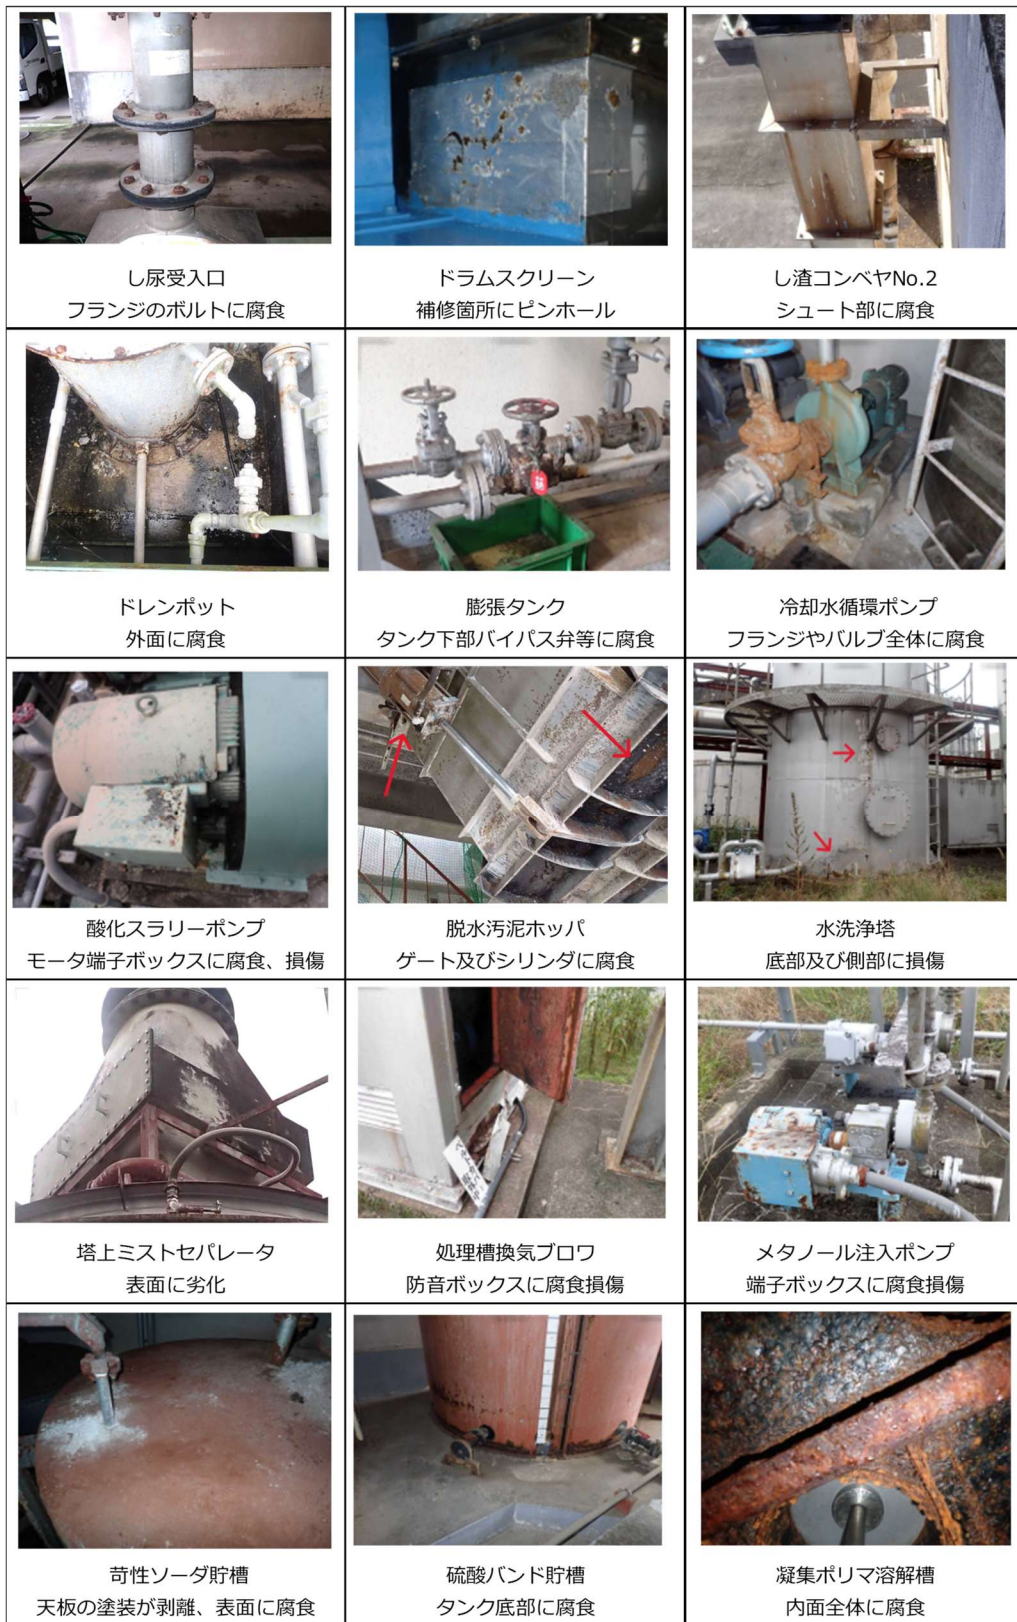 し尿受入口
フランジのボルトに腐食
ドラムスクリーン
補修箇所にピンホール
し渣コンベヤNo.2
シュート部に腐食
ドレンポット
外面に腐食
膨張タンク
タンク下部バイパス弁等に腐食
冷却水循環ポンプ
フランジやバルブ全体に腐食
酸化スラリーポンプ
モータ端子ボックスに腐食、損傷
脱水汚泥ホッパ
ゲート及びシリンダに腐食
水洗浄塔
底部及び側部に損傷
塔上ミストセパレータ
表面に劣化
処理槽換気ブロワ
防音ボックスに腐食損傷
メタノール注入ポンプ
端子ボックスに腐食損傷
苛性ソーダ貯槽
天板の塗装が剥離、表面に腐食
硫酸バンド貯槽
タンク底部に腐食
凝集ポリマ溶解槽
内面全体に腐食